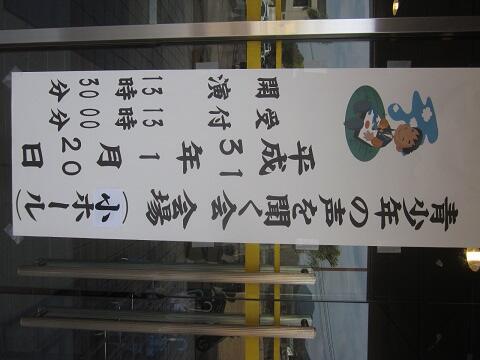 青少年の声を聞く会 会場（小ホール）
平成31年1月20日
受付 13時00分
開演 13時30分